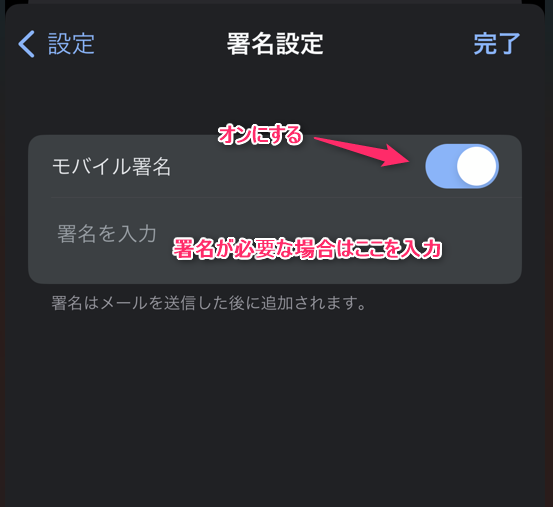 設定
署名設定
完了
オンにする
モバイル署名
署名を入力
署名が必要な場合はここを入力
署名はメールを送信した後に追加されます。